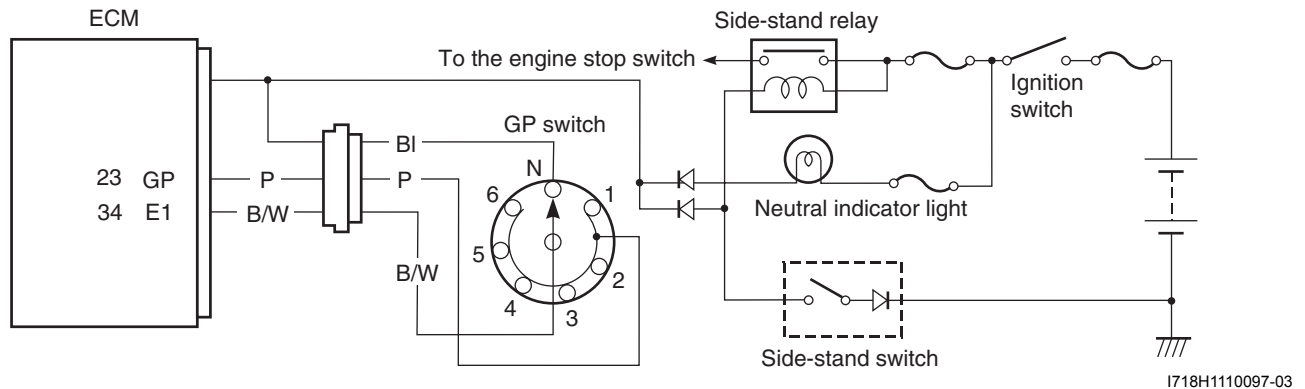 ECM
Side-stand relay
To the engine stop switch
Ignition
switch
GP switch
Bl
N
23 GP
P
P
6
1
34 E1
B/W
Neutral indicator light
5
2
B/W
4
3
Side-stand switch
I718H1110097-03